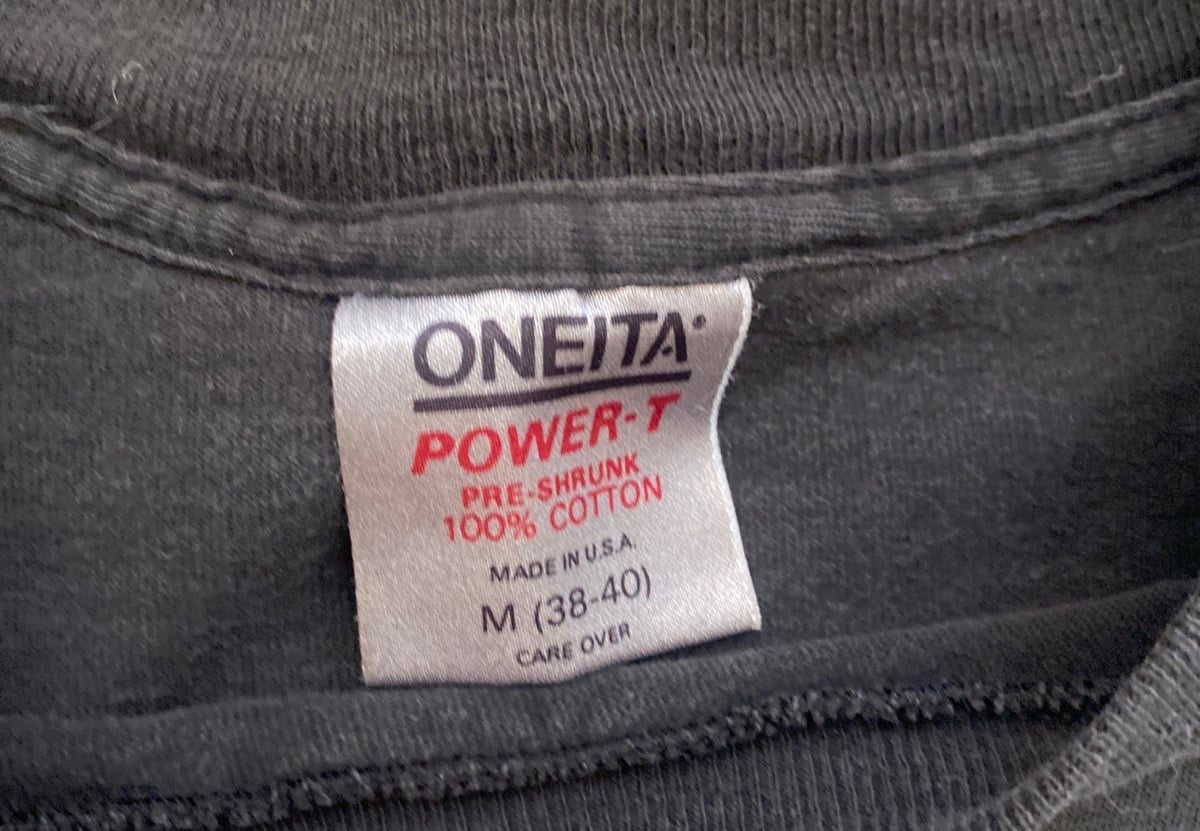 ONEITA®
POWER-T
PRE-SHRUNK
100% COTTON
MADE IN U.S.A.
M (38-40)
CARE OVER